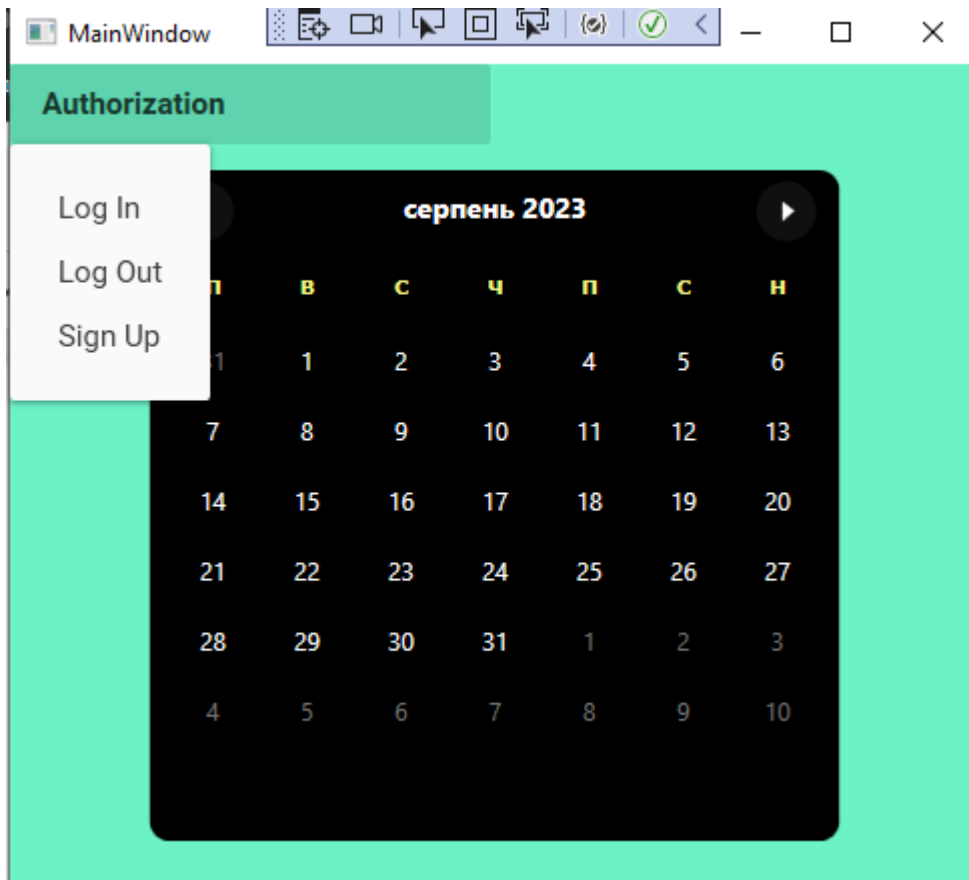 MainWindow
Authorization
Log In
Log Out
Sign Up
серпень 2023
П В С Ч П С Н
1 2 3 4 5 6
7 8 9 10 11 12 13
14 15 16 17 18 19 20
21 22 23 24 25 26 27
28 29 30 31 1 2 3
4 5 6 7 8 9 10